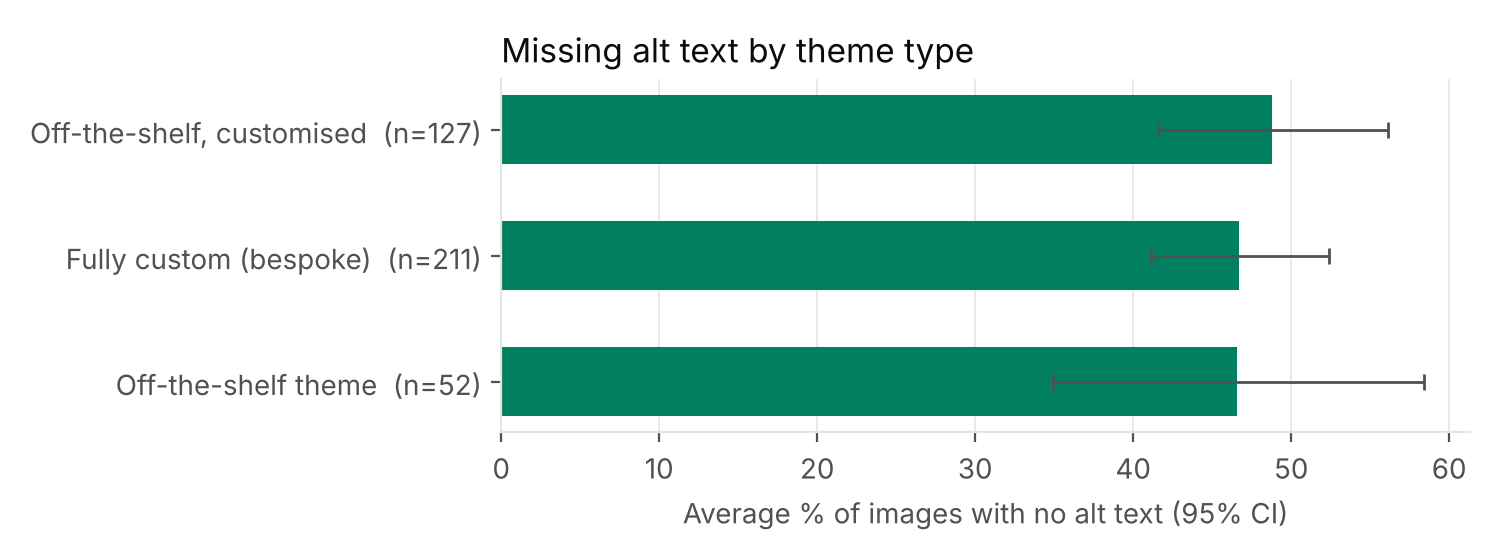 Missing alt text by theme type
Off-the-shelf, customised (n=127)
Fully custom (bespoke) (n=211)
Off-the-shelf theme (n=52)
0 10 20 30 40 50 60
Average % of images with no alt text (95% CI)